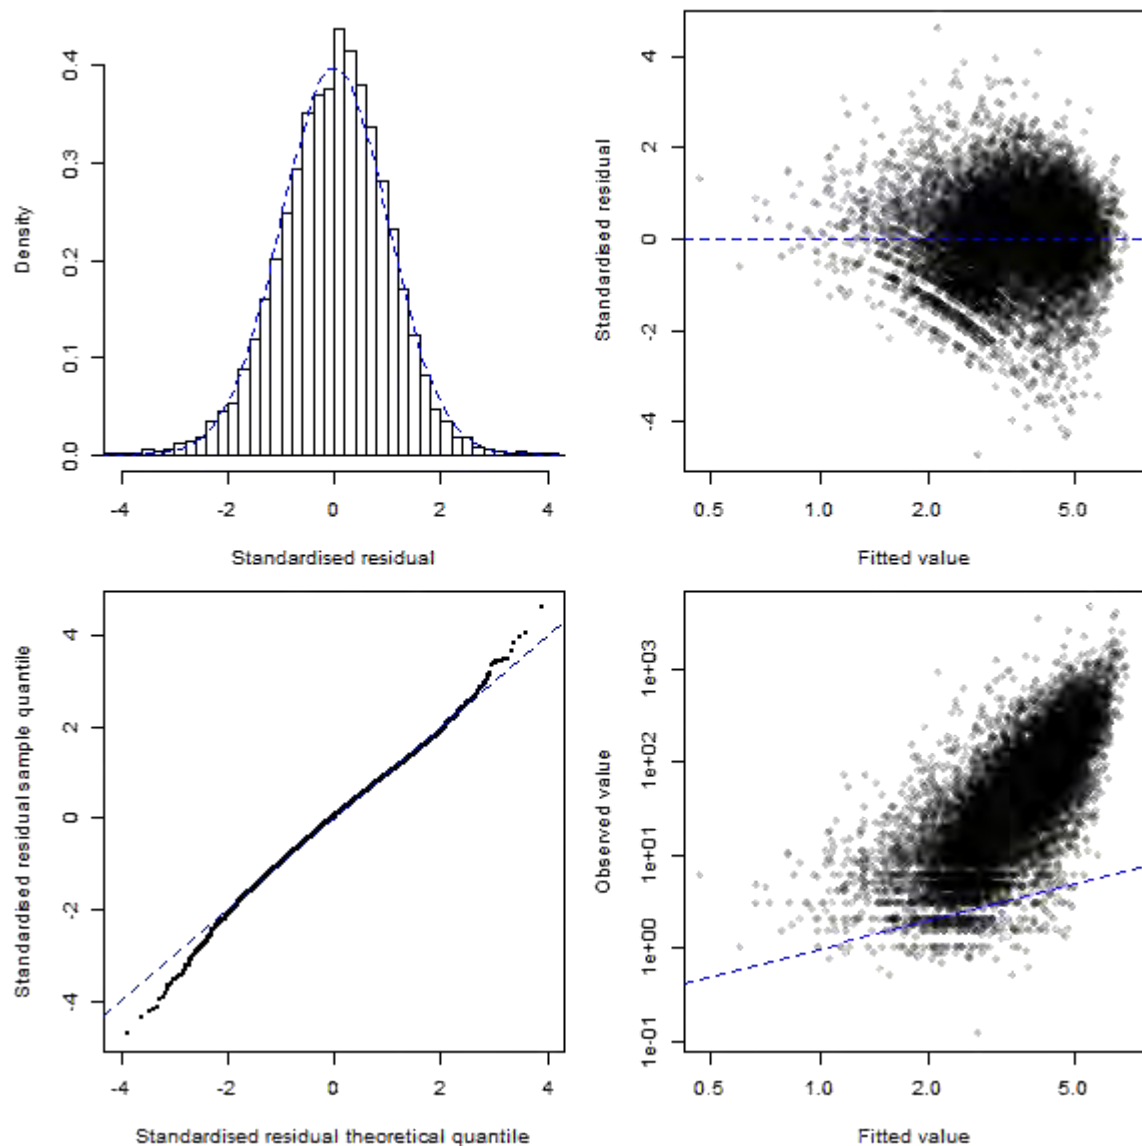 0.0 0.1 0.2 0.3 0.4
Density
-4 -2 0 2 4
Standardised residual
-4 -2 0 2 4
Standardised residual
0.5 1.0 2.0 5.0
Fitted value
-4 -2 0 2 4
Standardised residual sample quantile
-4 -2 0 2 4
Standardised residual theoretical quantile
1e-01 1e+00 1e+01 1e+02 1e+03
Observed value
0.5 1.0 2.0 5.0
Fitted value